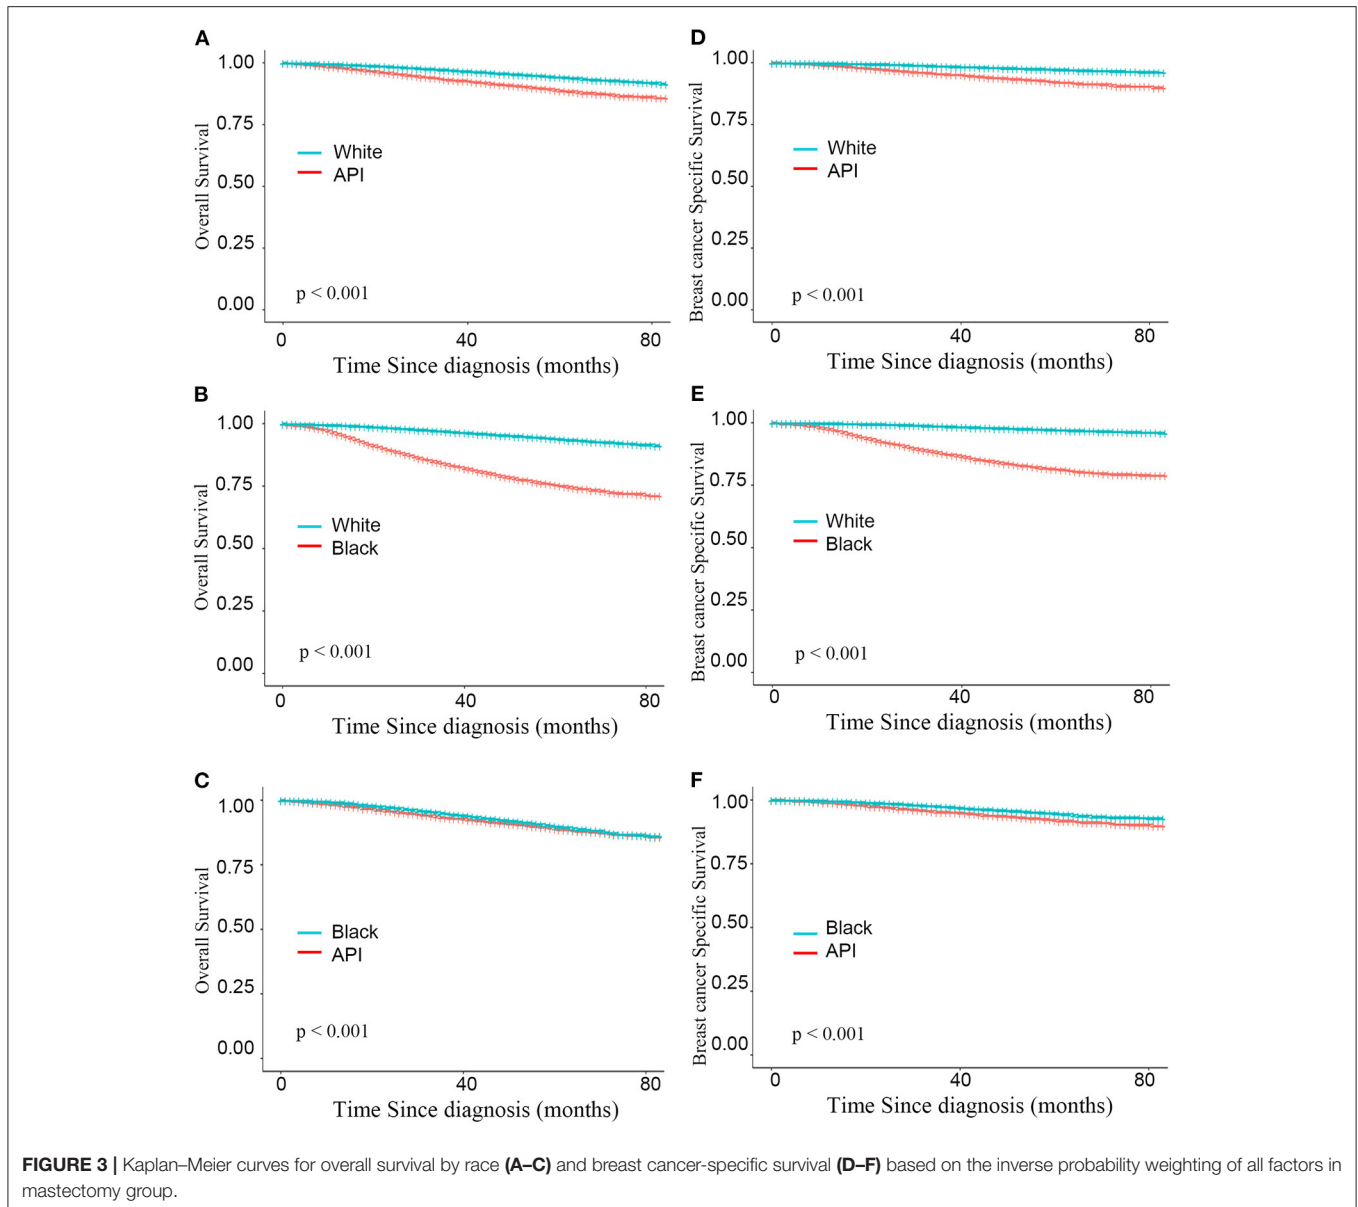 A
1.00
0.75
0.50
0.25
0.00
Overall Survival
White
API
p < 0.001
0 40 80
Time Since diagnosis (months)
D
1.00
0.75
0.50
0.25
0.00
Breast cancer Specific Survival
White
API
p < 0.001
0 40 80
Time Since diagnosis (months)
B
1.00
0.75
0.50
0.25
0.00
Overall Survival
White
Black
p < 0.001
0 40 80
Time Since diagnosis (months)
E
1.00
0.75
0.50
0.25
0.00
Breast cancer Specific Survival
White
Black
p < 0.001
0 40 80
Time Since diagnosis (months)
C
1.00
0.75
0.50
0.25
0.00
Overall Survival
Black
API
p < 0.001
0 40 80
Time Since diagnosis (months)
F
1.00
0.75
0.50
0.25
0.00
Breast cancer Specific Survival
Black
API
p < 0.001
0 40 80
Time Since diagnosis (months)
FIGURE 3 | Kaplan–Meier curves for overall survival by race (A–C) and breast cancer-specific survival (D–F) based on the inverse probability weighting of all factors in
mastectomy group.